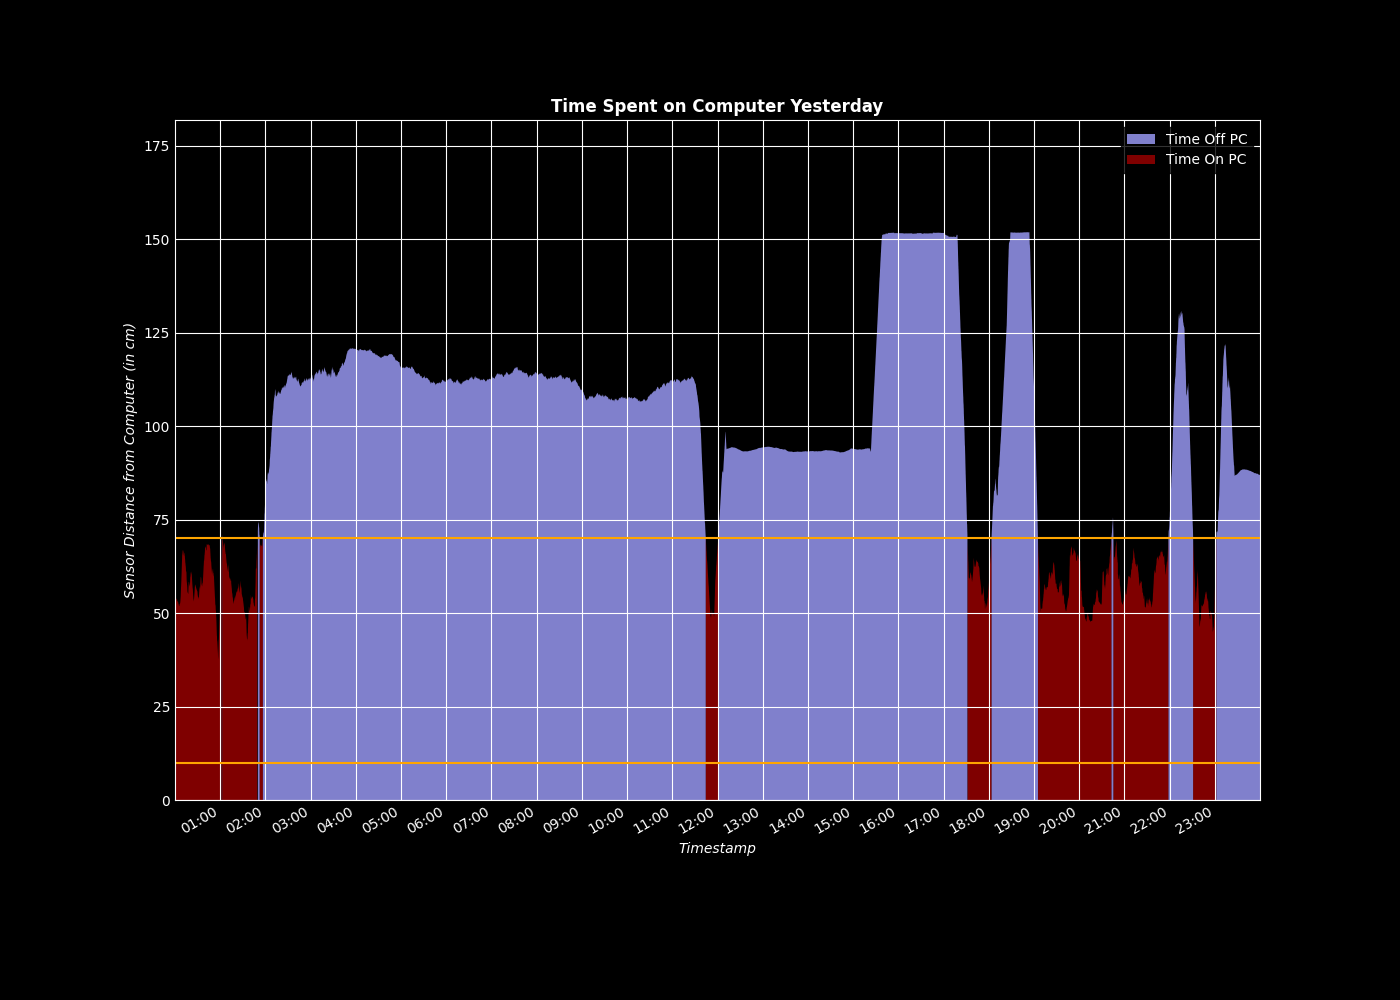 Time Spent on Computer Yesterday
Time Off PC
Time On PC
175
150
125
100
75
50
25
0
Sensor Distance from Computer (in cm)
01:00 02:00 03:00 04:00 05:00 06:00 07:00 08:00 09:00 10:00 11:00 12:00 13:00 14:00 15:00 16:00 17:00 18:00 19:00 20:00 21:00 22:00 23:00
Timestamp